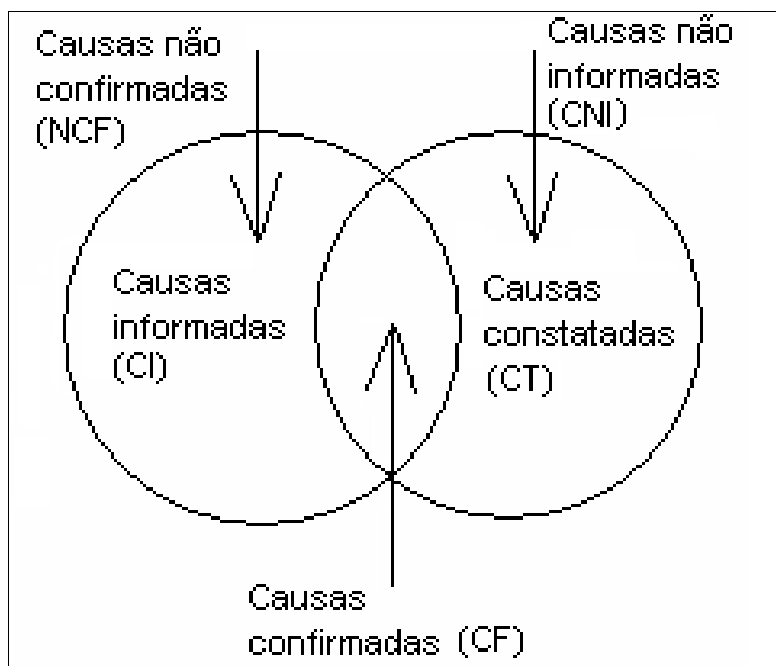 Causas não
confirmadas
(NCF)
Causas não
informadas
(CNI)
Causas
informadas
(CI)
Causas
constatadas
(CT)
Causas
confirmadas (CF)